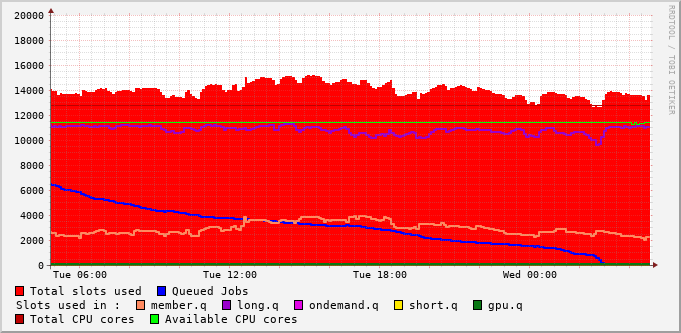 20000
18000
16000
14000
12000
10000
8000
6000
4000
2000
0
Tue 06:00 Tue 12:00 Tue 18:00 Wed 00:00
RRDTOOL / TOBI OETIKER
Total slots used Queued Jobs
Slots used in : member.q long.q ondemand.q short.q gpu.q
Total CPU cores Available CPU cores